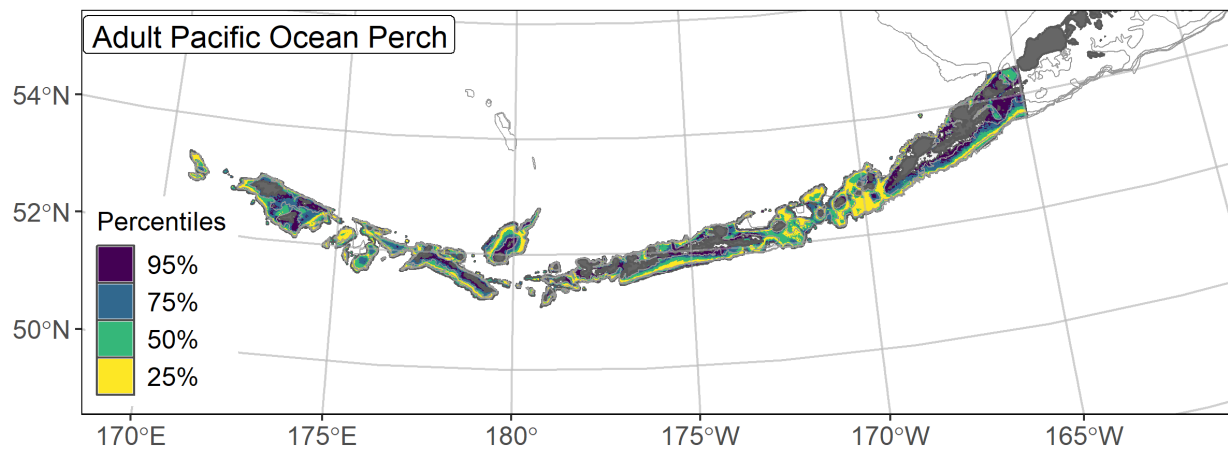 Adult Pacific Ocean Perch
54°N
52°N
50°N
Percentiles
95%
75%
50%
25%
170°E
175°E
180°
175°W
170°W
165°W